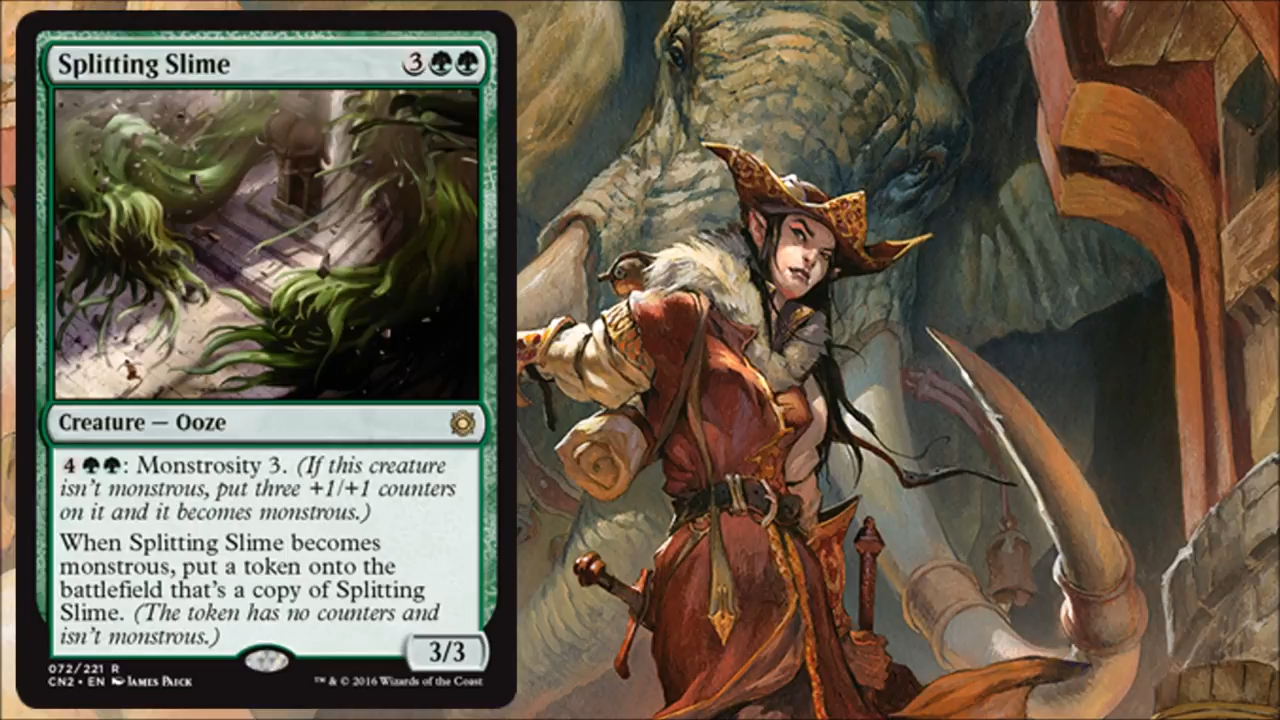 Splitting Slime 3
Creature — Ooze
4 : Monstrosity 3. (If this creature
isn't monstrous, put three +1/+1 counters
on it and it becomes monstrous.)
When Splitting Slime becomes
monstrous, put a token onto the
battlefield that's a copy of Splitting
Slime. (The token has no counters and
isn't monstrous.)
3/3
072/221 R
CN2 • EN JAMES PAICK
™ & © 2016 Wizards of the Coast